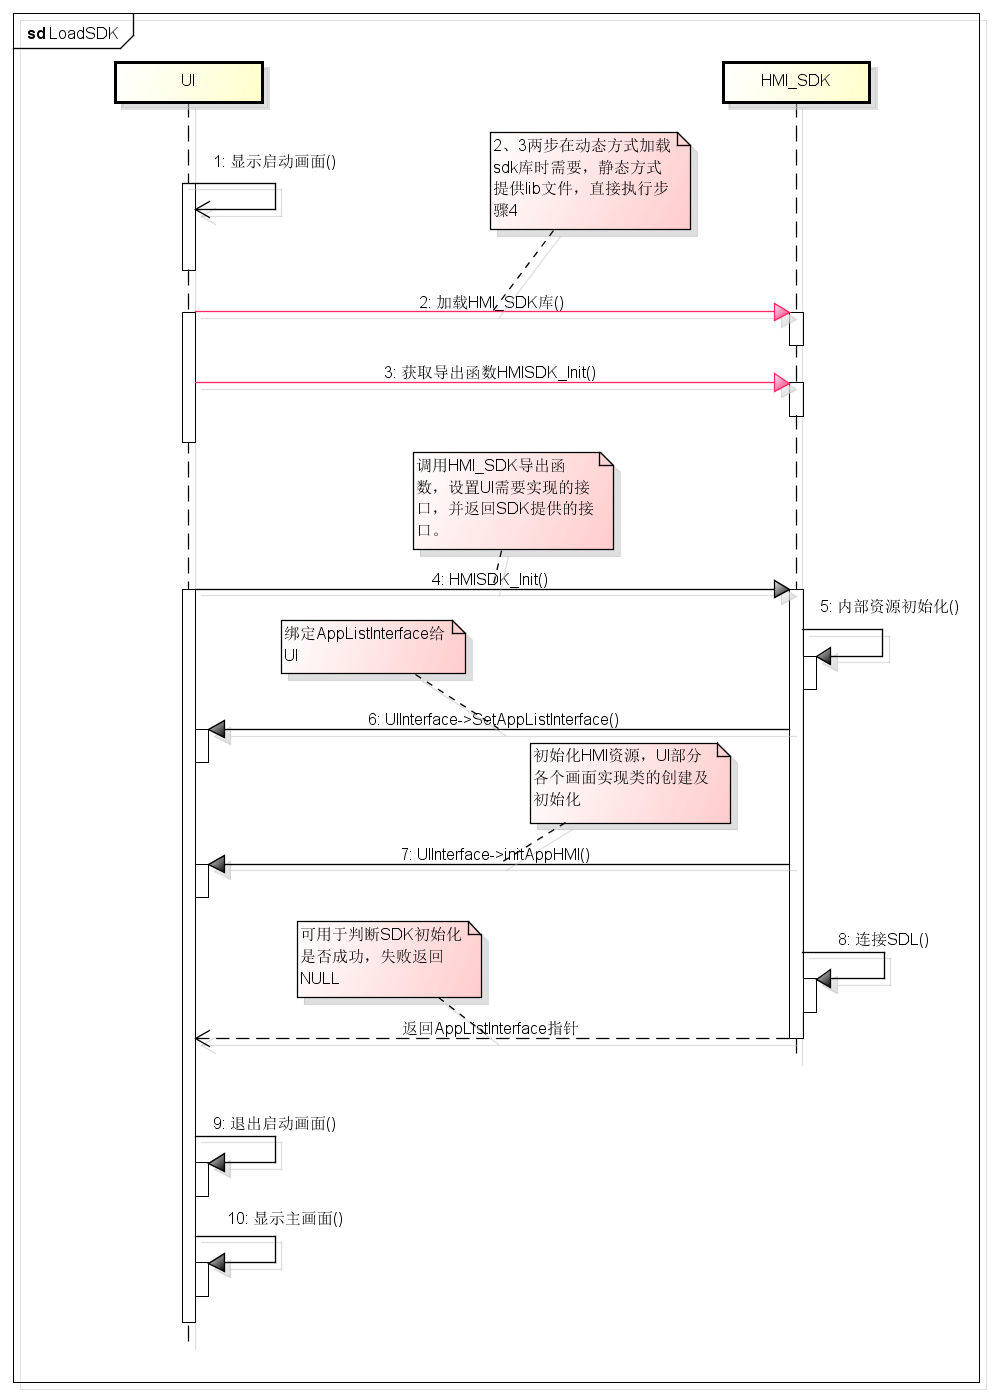 sd LoadSDK
UI
HMI_SDK
2、3两步在动态方式加载
sdk库时需要，静态方式
提供lib文件，直接执行步
骤4
1: 显示启动画面()
2: 加载HMI_SDK库()
3: 获取导出函数HMISDK_Init()
调用HMI_SDK导出函
数，设置UI需要实现的接
口，并返回SDK提供的接
口。
4: HMISDK_Init()
5: 内部资源初始化()
绑定AppListInterface给
UI
6: UIInterface->SetAppListInterface()
初始化HMI资源，UI部分
各个画面实现类的创建及
初始化
7: UIInterface->initAppHMI()
可用于判断SDK初始化
是否成功，失败返回
NULL
8: 连接SDL()
返回AppListInterface指针
9: 退出启动画面()
10: 显示主画面()